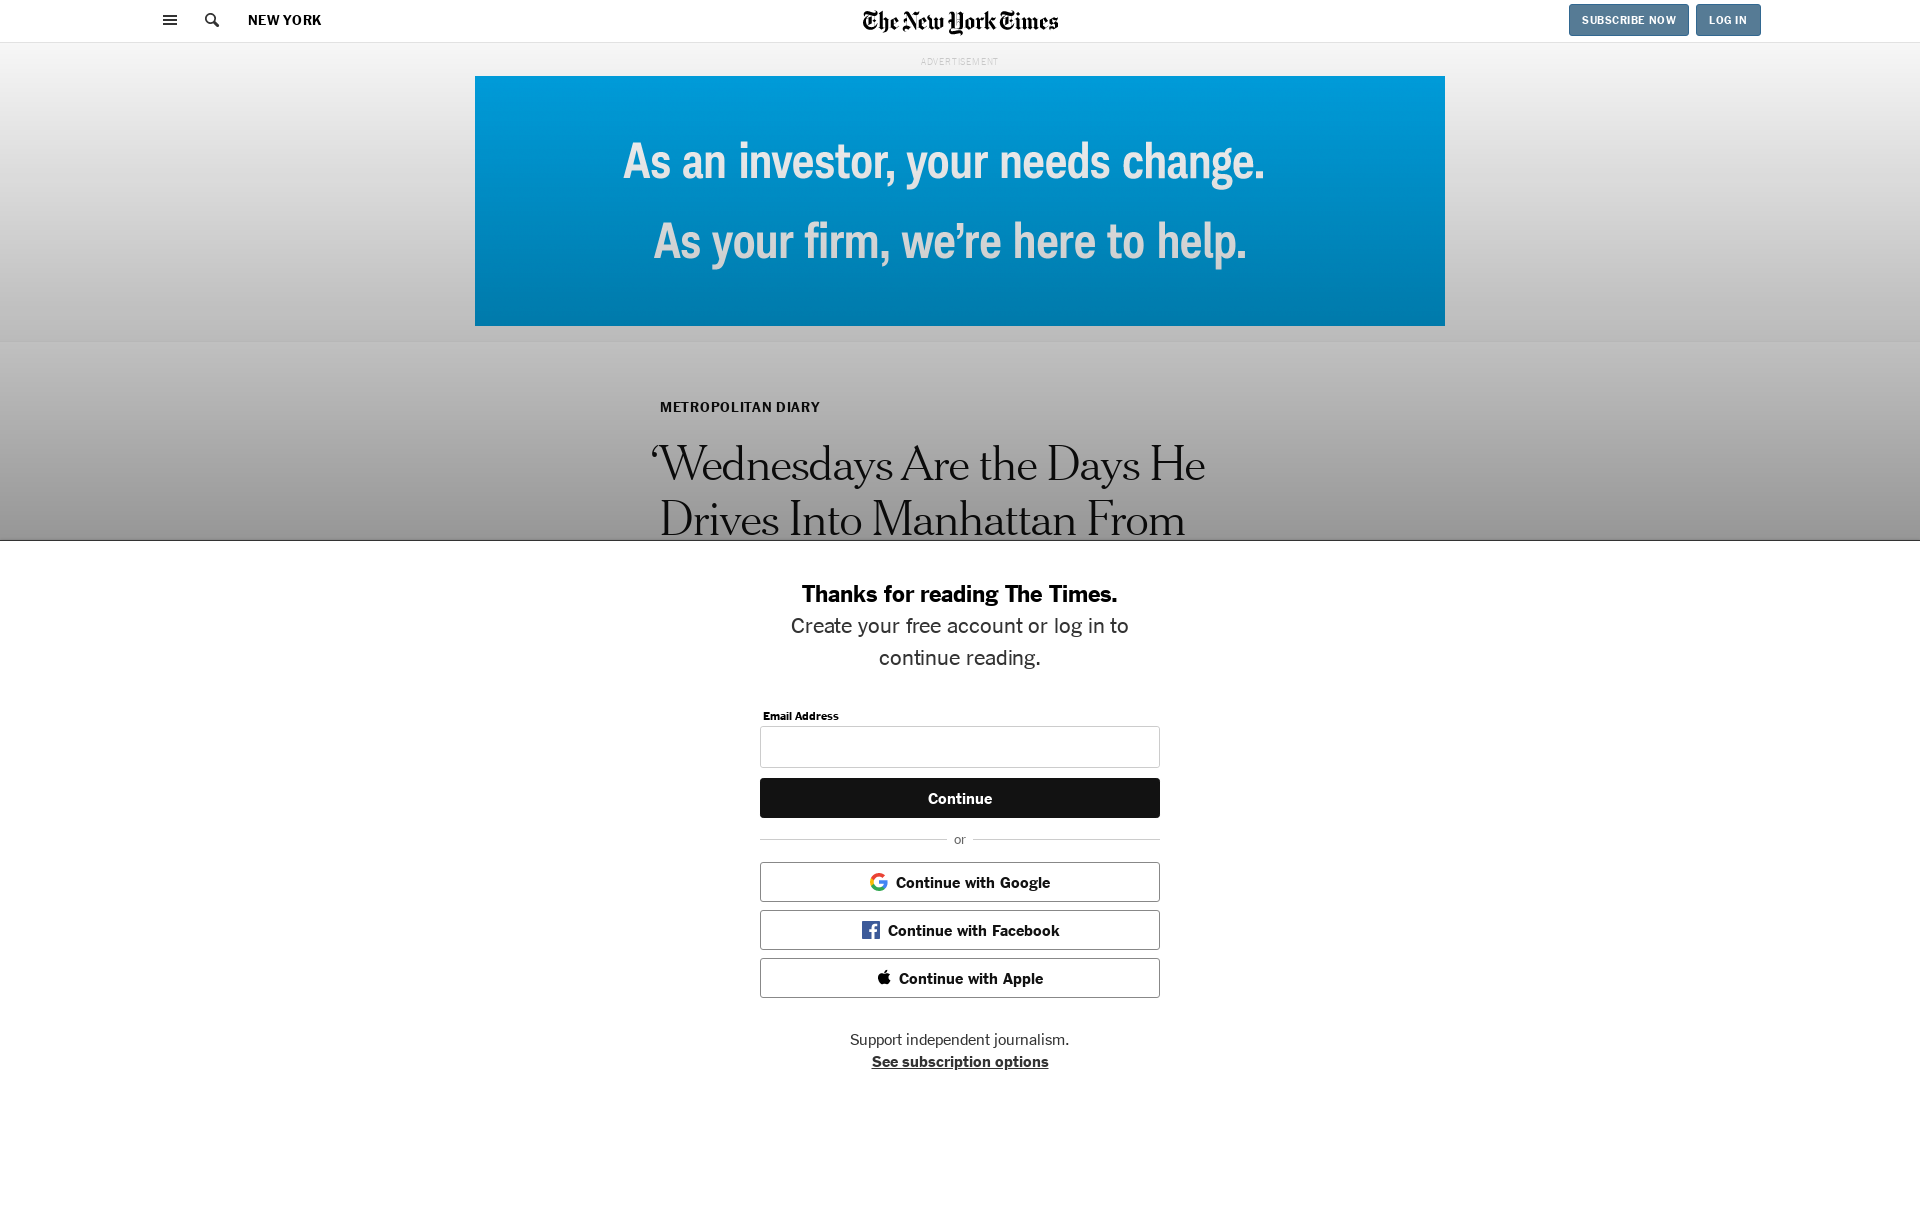 NEW YORK
The New York Times
SUBSCRIBE NOW
LOG IN
ADVERTISEMENT
As an investor, your needs change.
As your firm, we’re here to help.
METROPOLITAN DIARY
‘Wednesdays Are the Days He
Drives Into Manhattan From
Thanks for reading The Times.
Create your free account or log in to
continue reading.
Email Address
Continue
or
Continue with Google
Continue with Facebook
Continue with Apple
Support independent journalism.
See subscription options